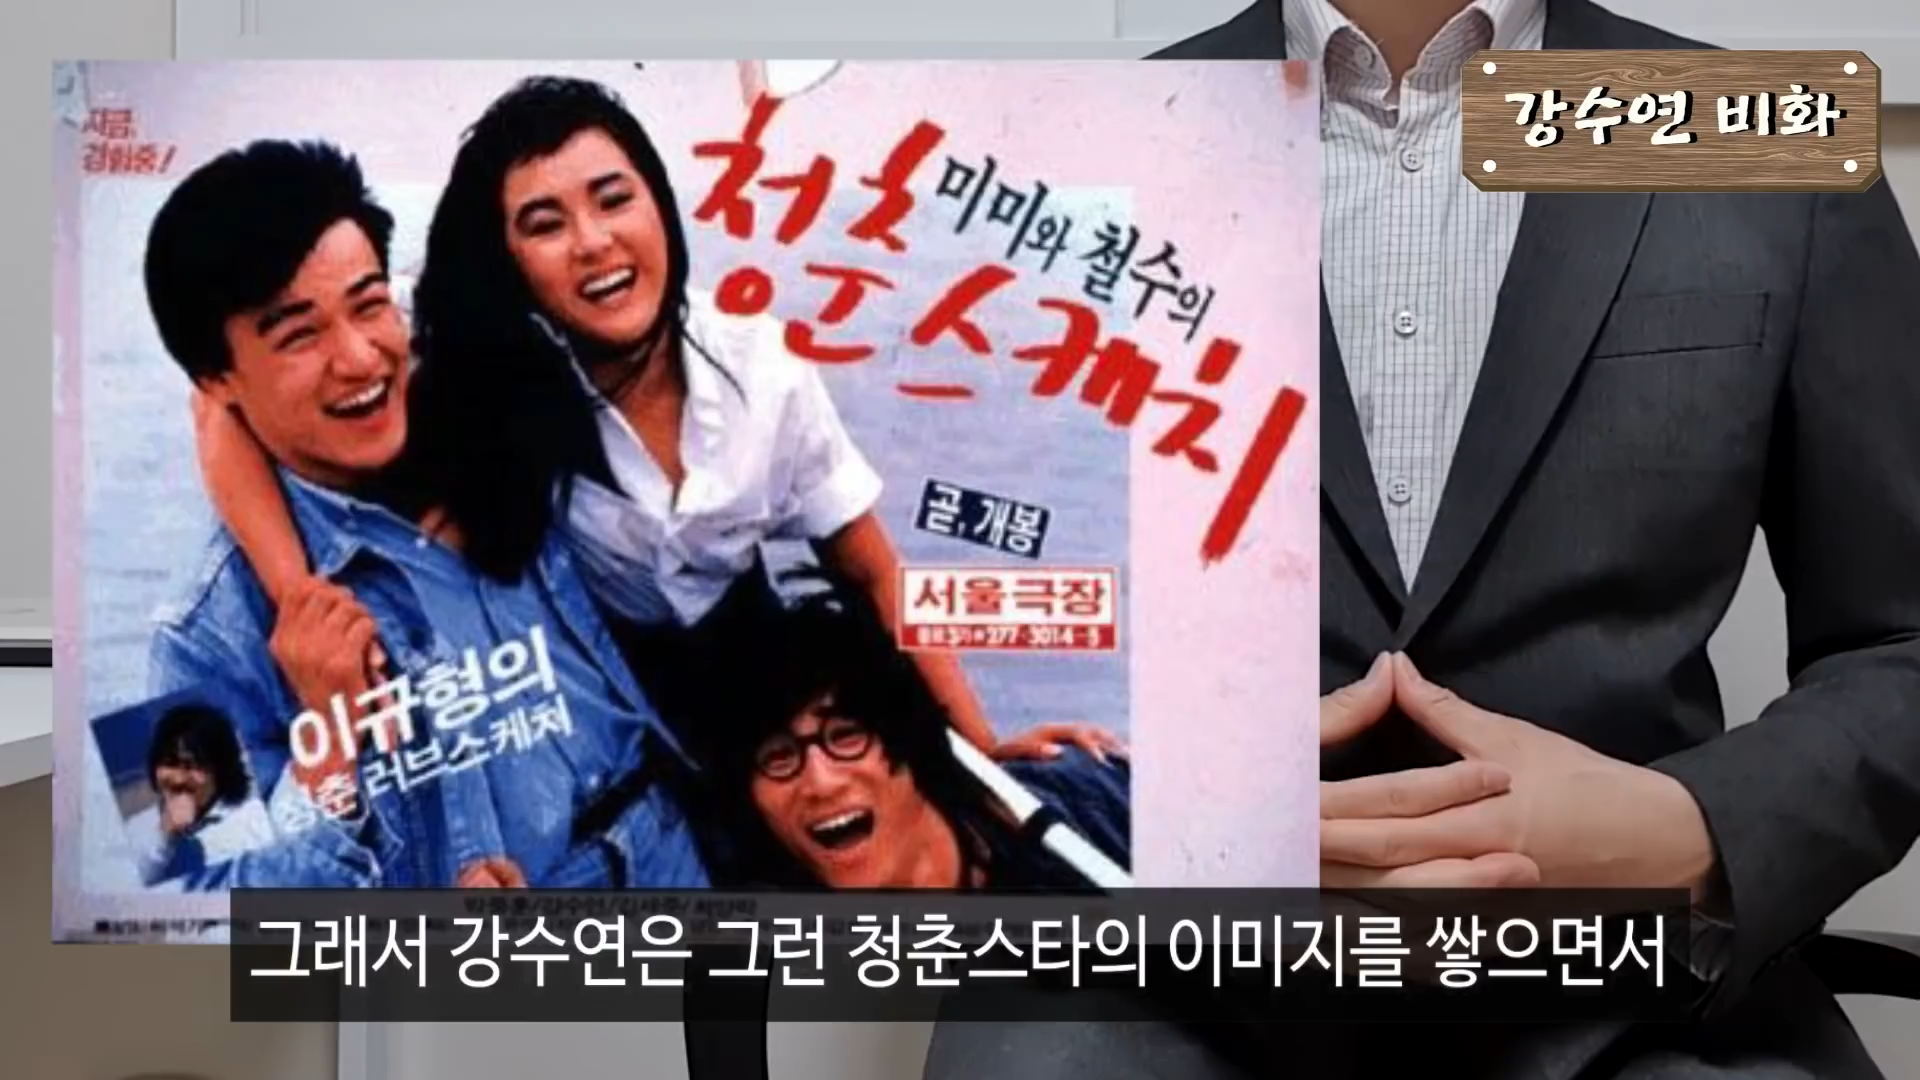 강수연 비화
지금,
미미와 철수의
청춘스케치
곧, 개봉
서울극장
277-3014~5
이규형의
청춘 러브스케치
그래서 강수연은 그런 청춘스타의 이미지를 쌓으면서